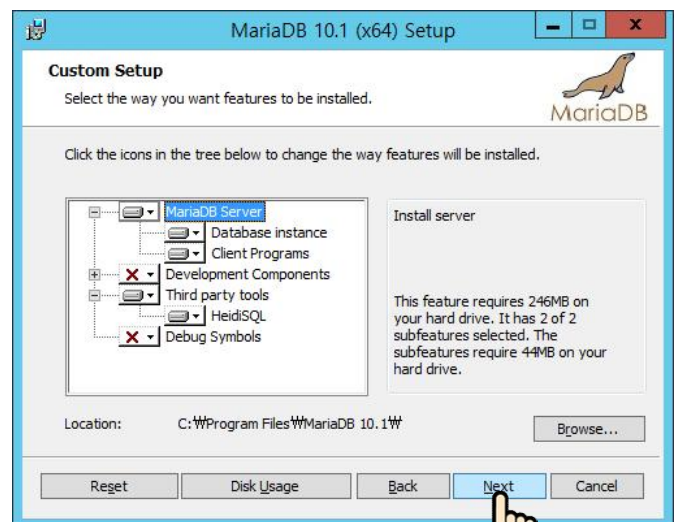 MariaDB 10.1 (x64) Setup
Custom Setup
Select the way you want features to be installed.
MariaDB
Click the icons in the tree below to change the way features will be installed.
MariaDB Server
Database instance
Client Programs
Development Components
Third party tools
HeidiSQL
Debug Symbols
Install server
This feature requires 246MB on
your hard drive. It has 2 of 2
subfeatures selected. The
subfeatures require 44MB on your
hard drive.
Location: C:₩Program Files₩MariaDB 10.1₩
Browse...
Reset Disk Usage Back Next Cancel